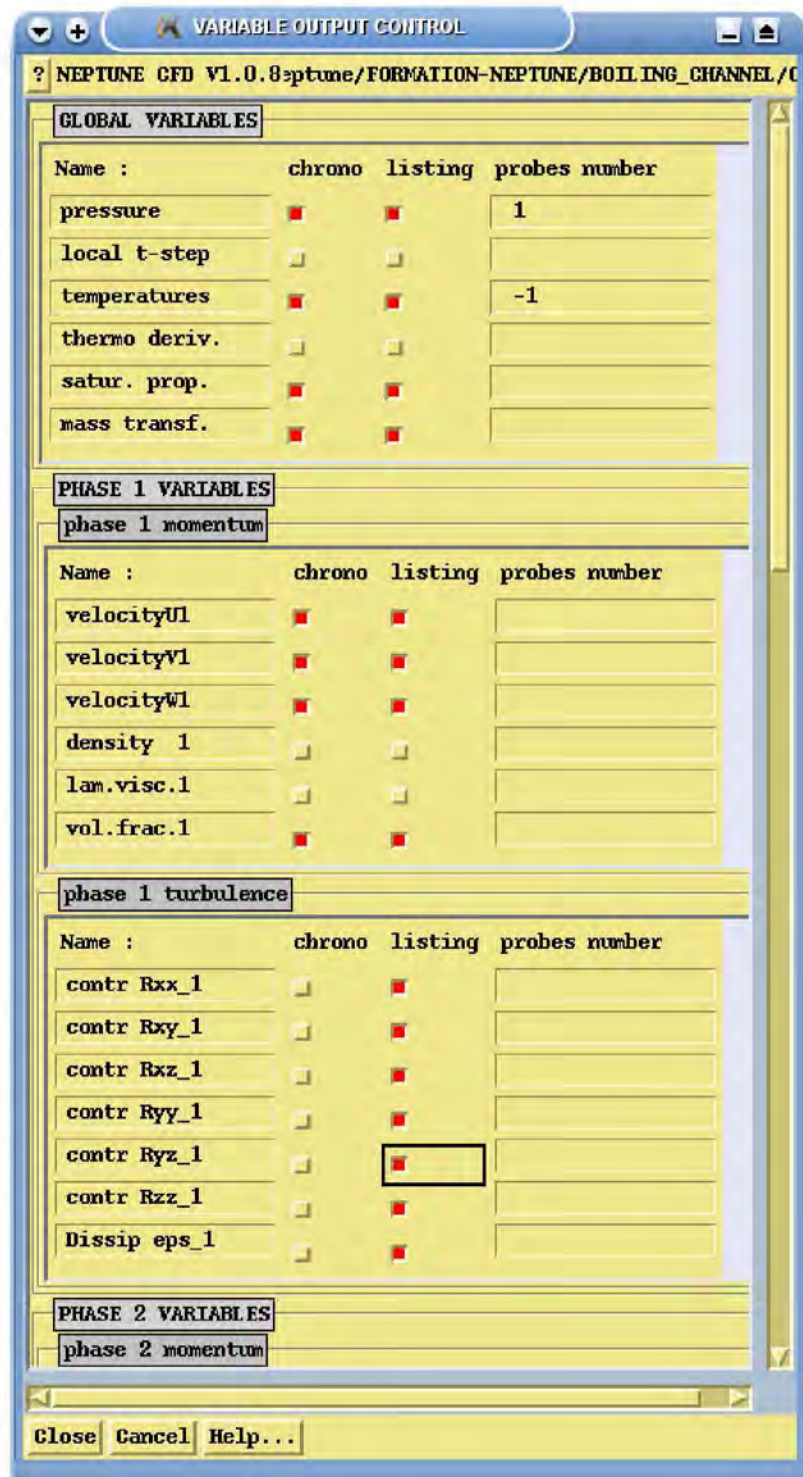 VARIABLE OUTPUT CONTROL
? NEPTUNE CFD V1.0.8eptune/FORMATION-NEPTUNE/BOILING_CHANNEL/C
GLOBAL VARIABLES
Name : chrono listing probes number
pressure 1
local t-step
temperatures -1
thermo deriv.
satur. prop.
mass transf.
PHASE 1 VARIABLES
phase 1 momentum
Name : chrono listing probes number
velocityU1
velocityV1
velocityW1
density 1
lam.visc.1
vol.frac.1
phase 1 turbulence
Name : chrono listing probes number
contr Rxx_1
contr Rxy_1
contr Rxz_1
contr Ryy_1
contr Ryz_1
contr Rzz_1
Dissip eps_1
PHASE 2 VARIABLES
phase 2 momentum
Close Cancel Help...